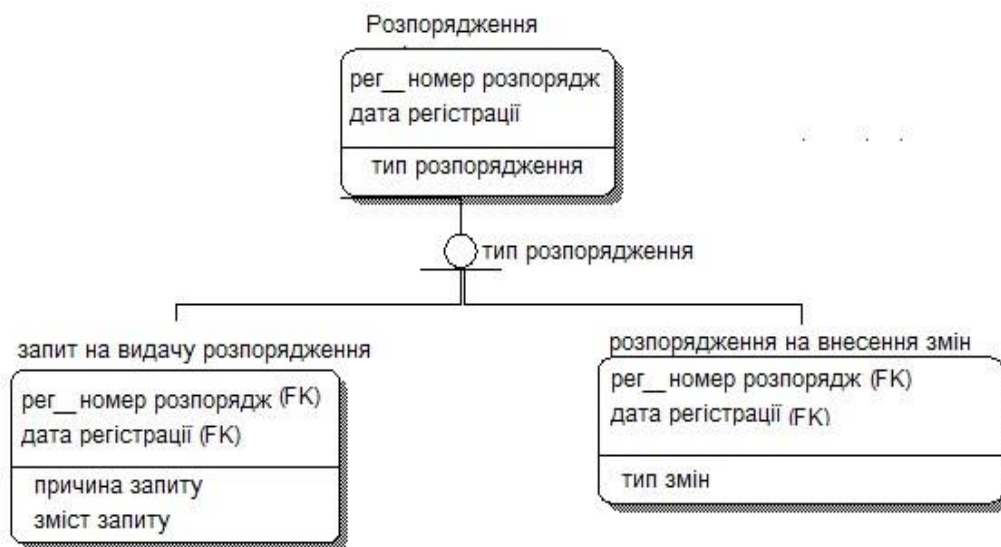 Розпорядження
рег__номер розпорядж
дата регістрації
тип розпорядження
тип розпорядження
запит на видачу розпорядження
рег__номер розпорядж (FK)
дата регістрації (FK)
причина запиту
зміст запиту
розпорядження на внесення змін
рег__номер розпорядж (FK)
дата регістрації (FK)
тип змін